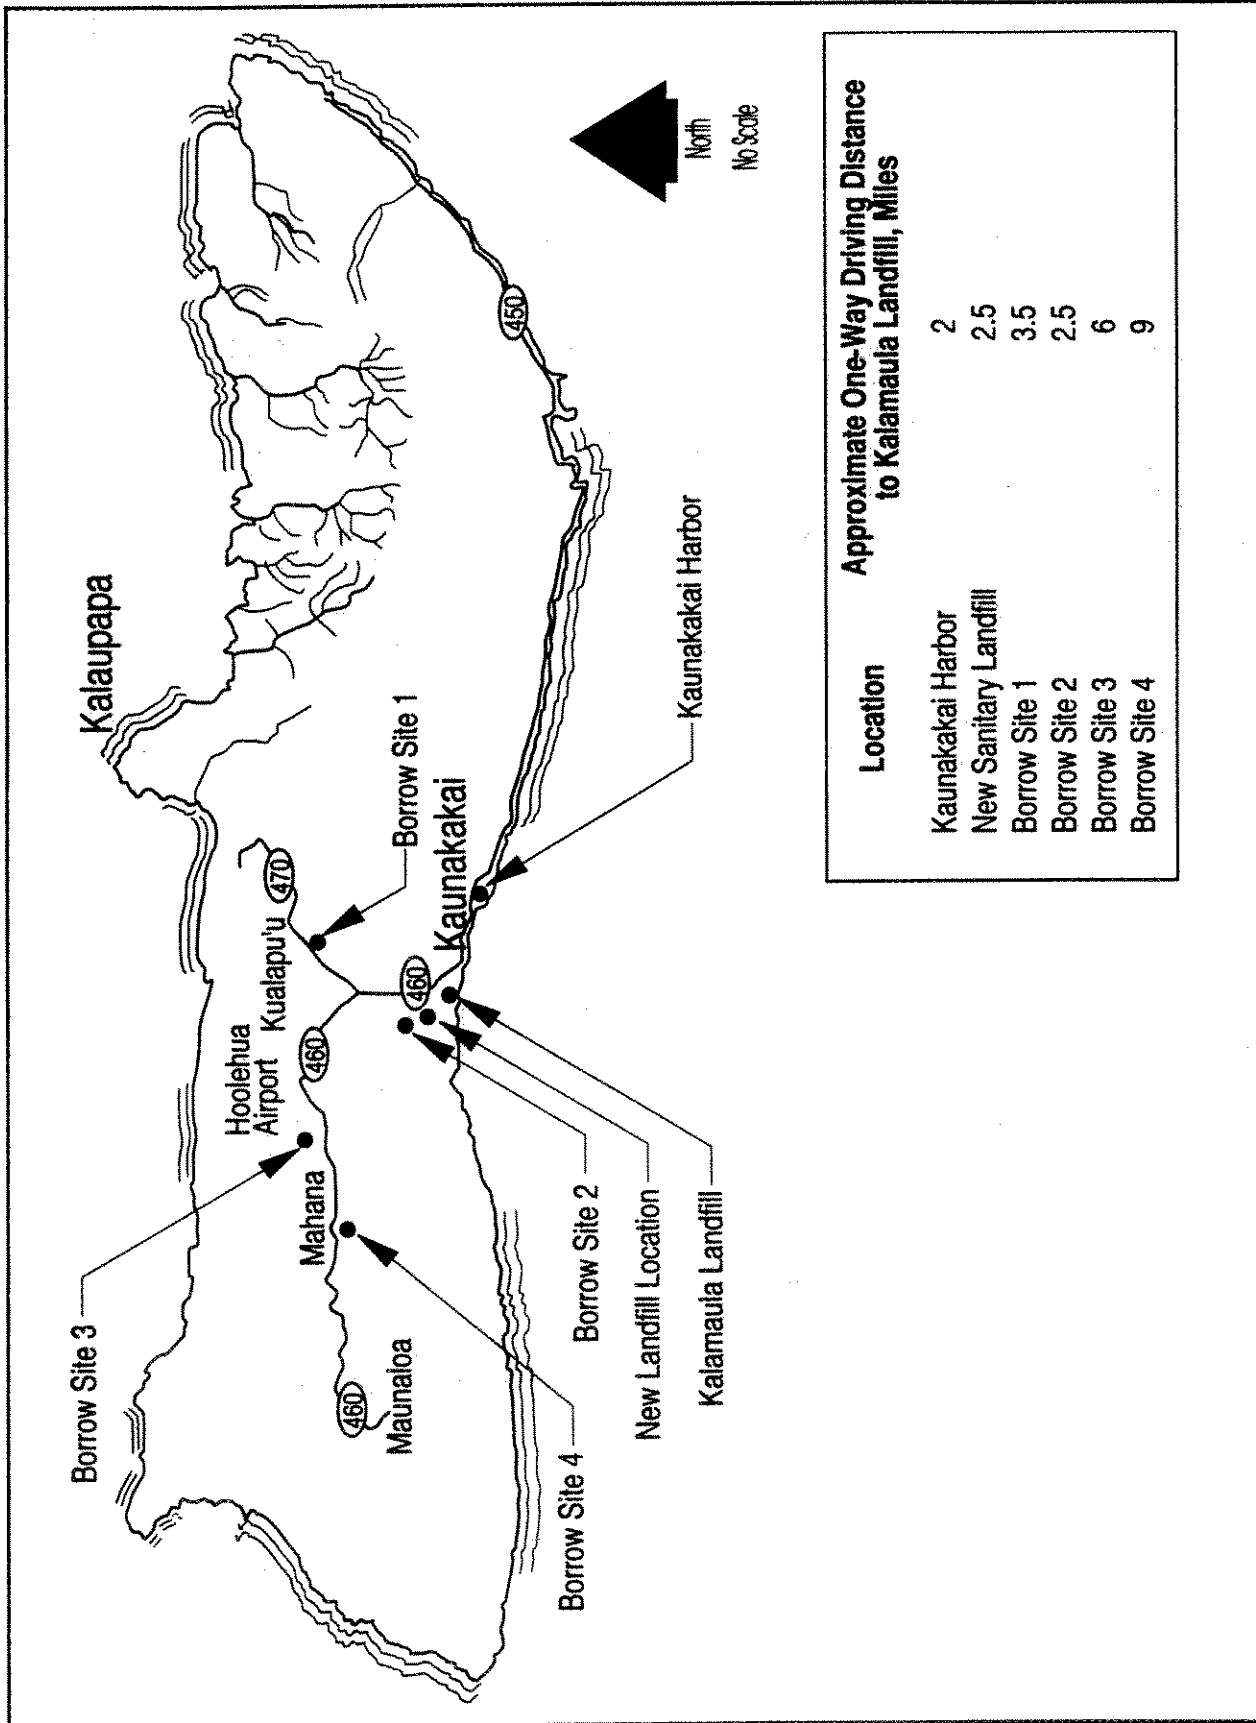 Kalaupapa
Borrow Site 3
Hoolehua
Airport
Kualapu'u
470
460
Mahana
Borrow Site 1
460
Maunaloa
460
Kaunakakai
450
Borrow Site 4
Borrow Site 2
New Landfill Location
Kalamaula Landfill
Kaunakakai Harbor
North
No Scale
Location Approximate One-Way Driving Distance
to Kalamaula Landfill, Miles
Kaunakakai Harbor 2
New Sanitary Landfill 2.5
Borrow Site 1 3.5
Borrow Site 2 2.5
Borrow Site 3 6
Borrow Site 4 9